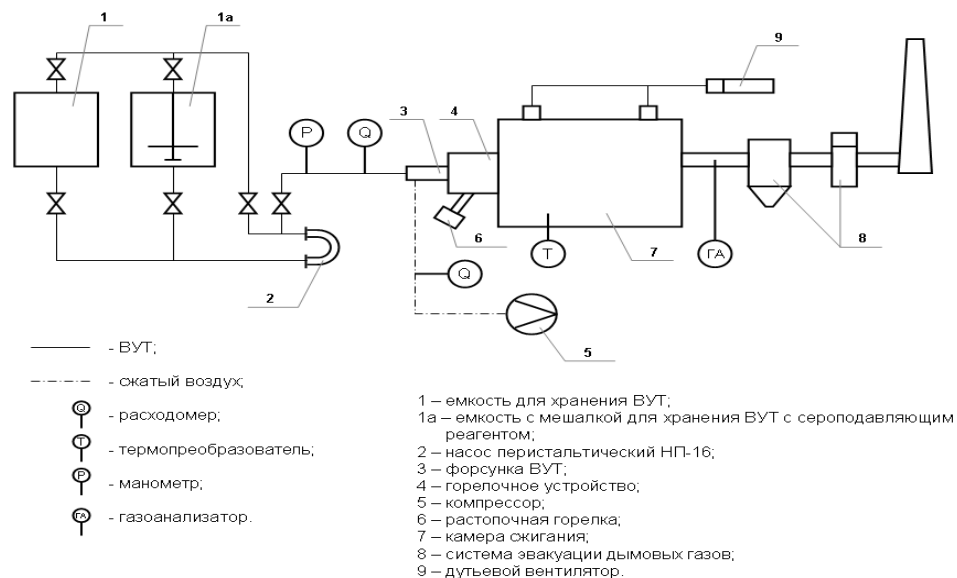 1
1а
9
P
Q
3
4
6
T
7
ГА
8
2
Q
5
- ВУТ;
- сжатый воздух;
Q
- расходомер;
T
- термопреобразователь;
P
- манометр;
ГА
- газоанализатор.
1 – емкость для хранения ВУТ;
1а – емкость с мешалкой для хранения ВУТ с сероподавляющим
реагентом;
2 – насос перистальтический НП-16;
3 – форсунка ВУТ;
4 – горелочное устройство;
5 – компрессор;
6 – растопочная горелка;
7 – камера сжигания;
8 – система эвакуации дымовых газов;
9 – дутьевой вентилятор.